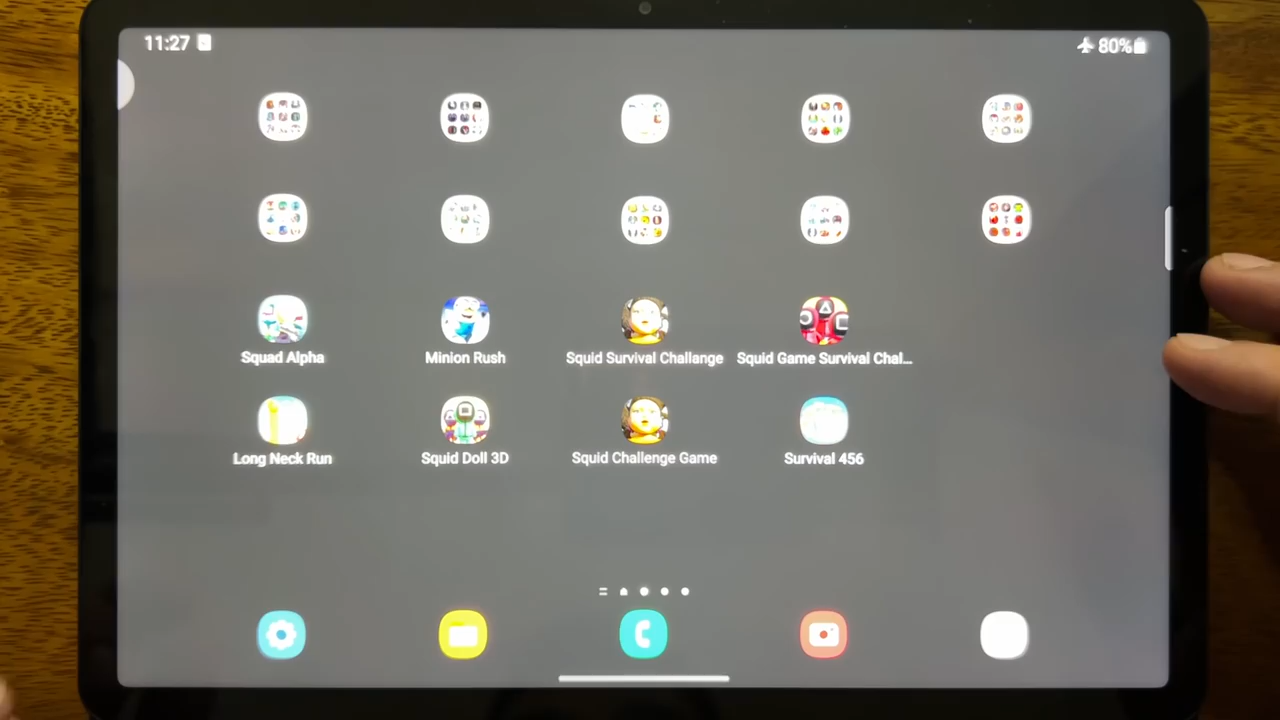 11:27
80%
Squad Alpha
Minion Rush
Squid Survival Challange
Squid Game Survival Chal...
Long Neck Run
Squid Doll 3D
Squid Challenge Game
Survival 456